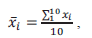 x̄ᵢ = Σ₁¹⁰ xᵢ / 10 ,